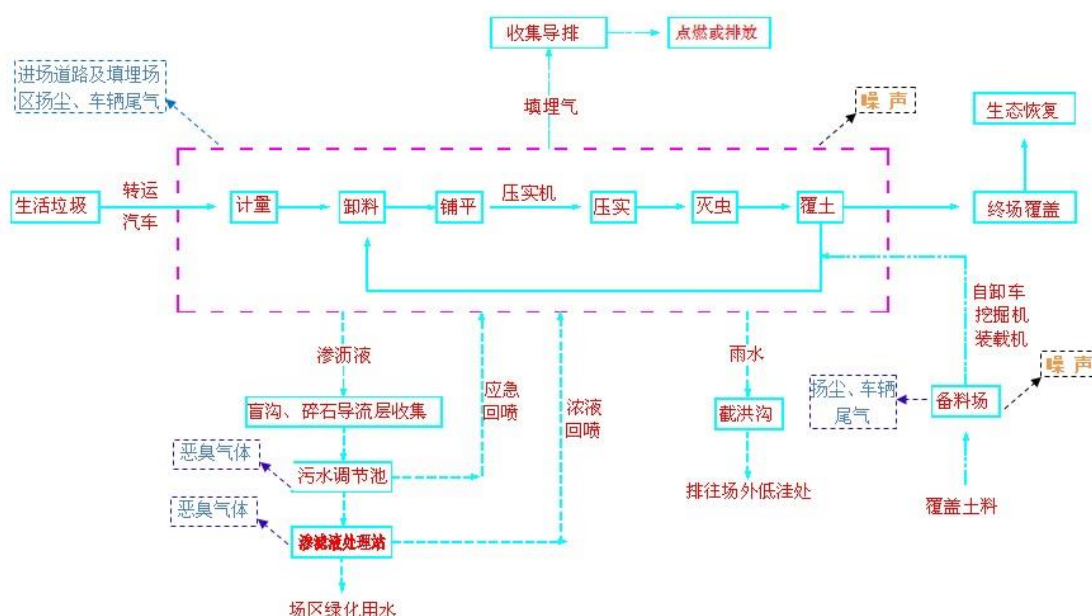 收集导排
点燃或排放
进场道路及填埋场
区扬尘、车辆尾气
填埋气
噪声
生态恢复
生活垃圾
转运
汽车
计量
卸料
铺平
压实机
压实
灭虫
覆土
终场覆盖
自卸车
挖掘机
装载机
渗沥液
应急
回喷
浓液
回喷
雨水
噪声
盲沟、碎石导流层收集
截洪沟
扬尘、车辆
尾气
备料场
恶臭气体
污水调节池
排往场外低洼处
覆盖土料
恶臭气体
渗滤液处理站
场区绿化用水